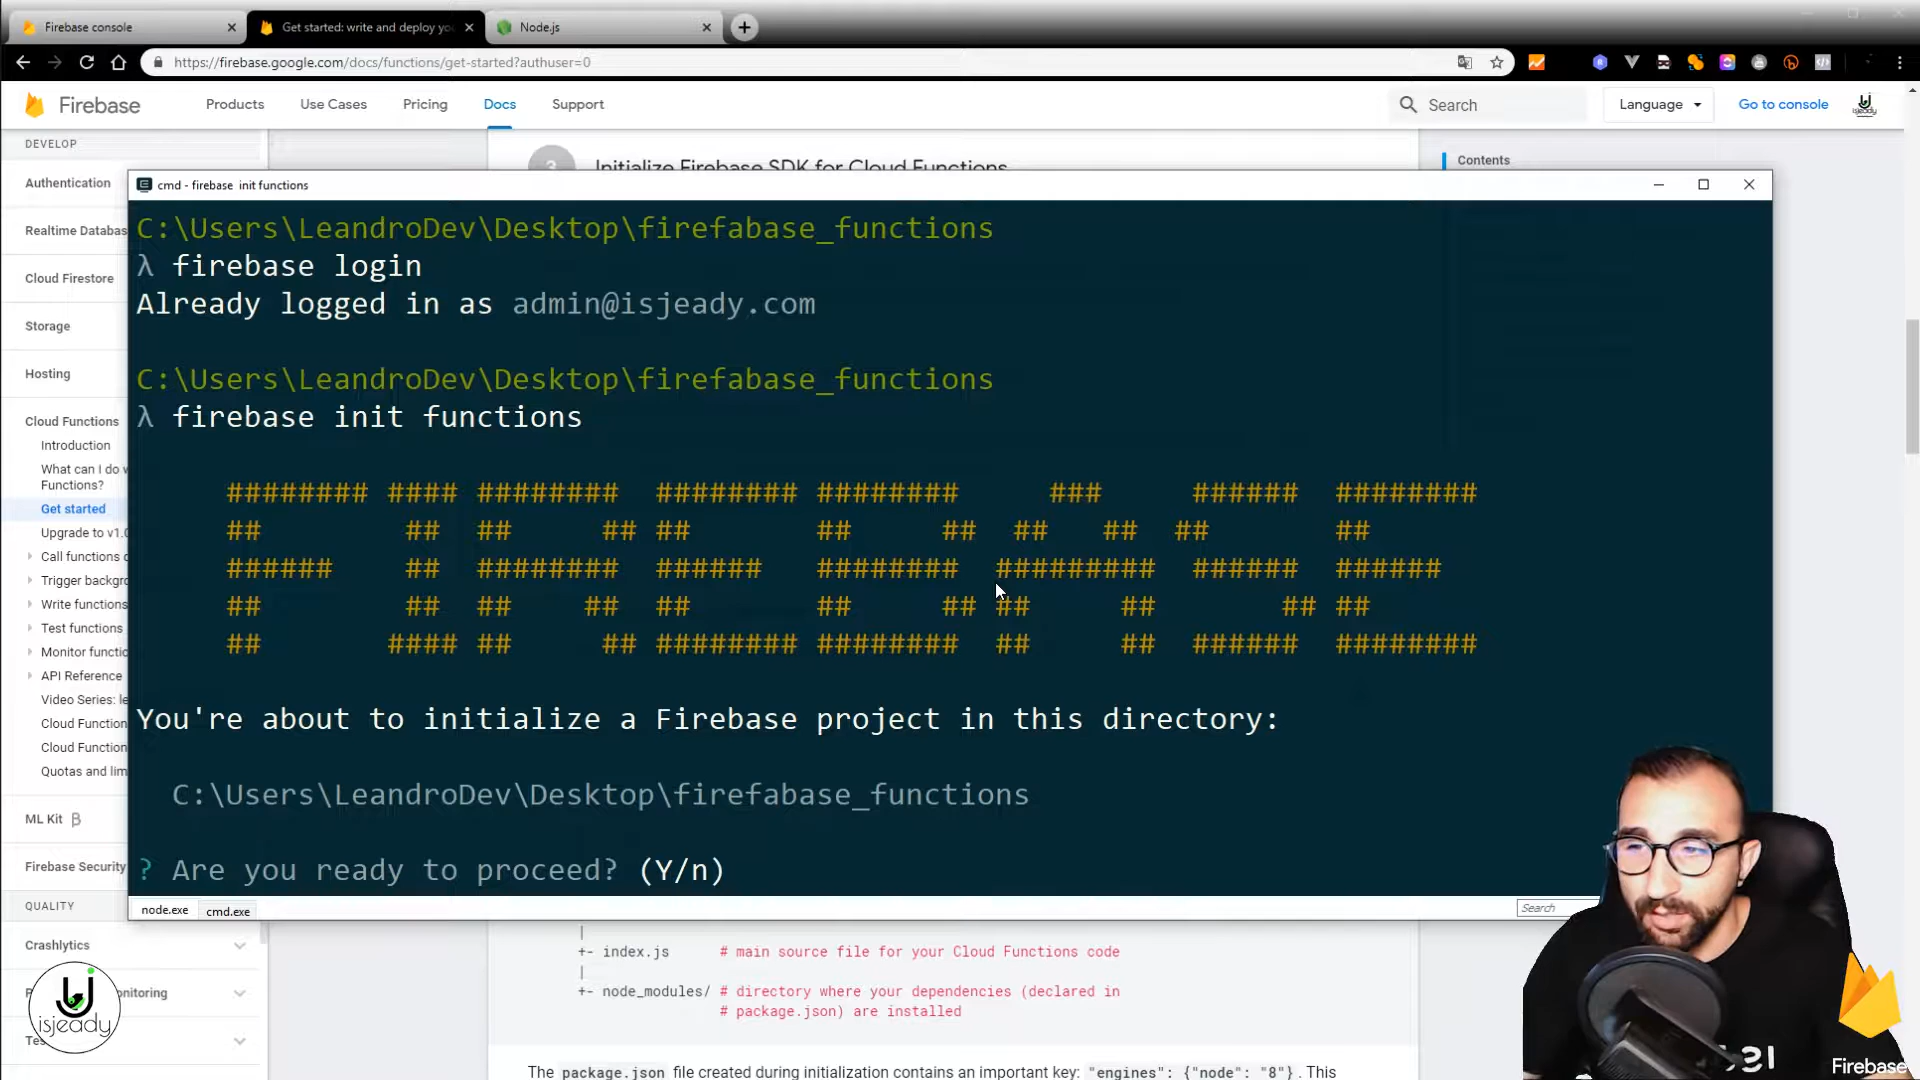 Firebase console
Get started: write and deploy yo
Node.js
https://firebase.google.com/docs/functions/get-started?authuser=0
Firebase
Products
Use Cases
Pricing
Docs
Support
Search
Language
Go to console
DEVELOP
Authentication
Realtime Databas
Cloud Firestore
Storage
Hosting
Cloud Functions
Introduction
What can I do w
Functions?
Get started
Upgrade to v1.0
Call functions d
Trigger backgro
Write functions
Test functions
Monitor functio
API Reference
Video Series: le
Cloud Function
Cloud Function
Quotas and lim
ML Kit β
Firebase Security
QUALITY
Crashlytics
onitoring
Te
3
Initialize Firebase SDK for Cloud Functions
Contents
cmd - firebase init functions
C:\Users\LeandroDev\Desktop\firefabase_functions
λ firebase login
Already logged in as admin@isjeady.com
C:\Users\LeandroDev\Desktop\firefabase_functions
λ firebase init functions
FIREBASE
You're about to initialize a Firebase project in this directory:
C:\Users\LeandroDev\Desktop\firefabase_functions
? Are you ready to proceed? (Y/n)
node.exe
cmd.exe
Search
|
+- index.js # main source file for your Cloud Functions code
|
+- node_modules/ # directory where your dependencies (declared in
# package.json) are installed
The package.json file created during initialization contains an important key: "engines": {"node": "8"}. This
isjeady
Firebase